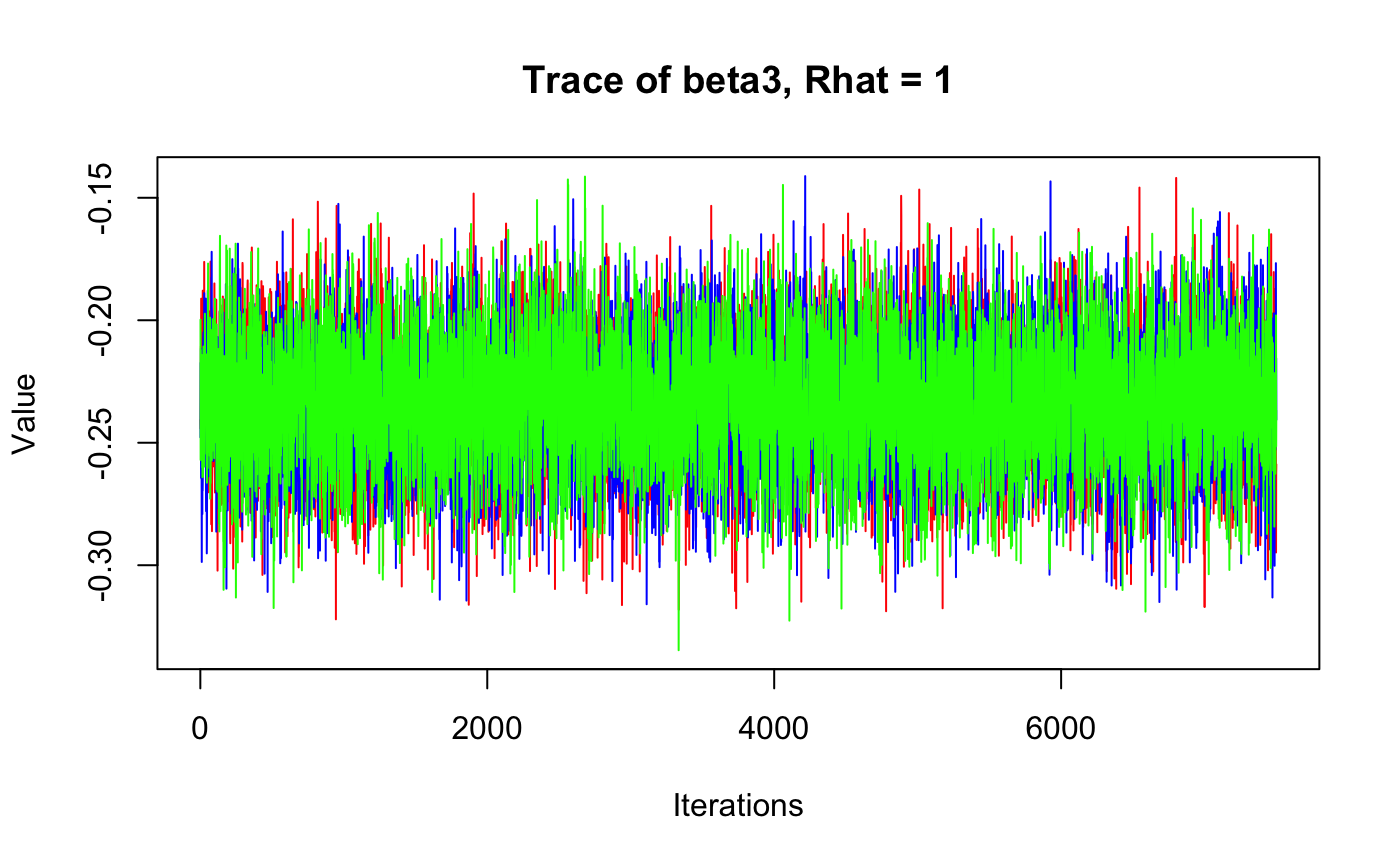 Trace of beta3, Rhat = 1
-0.15
-0.20
-0.25
-0.30
Value
0 2000 4000 6000
Iterations